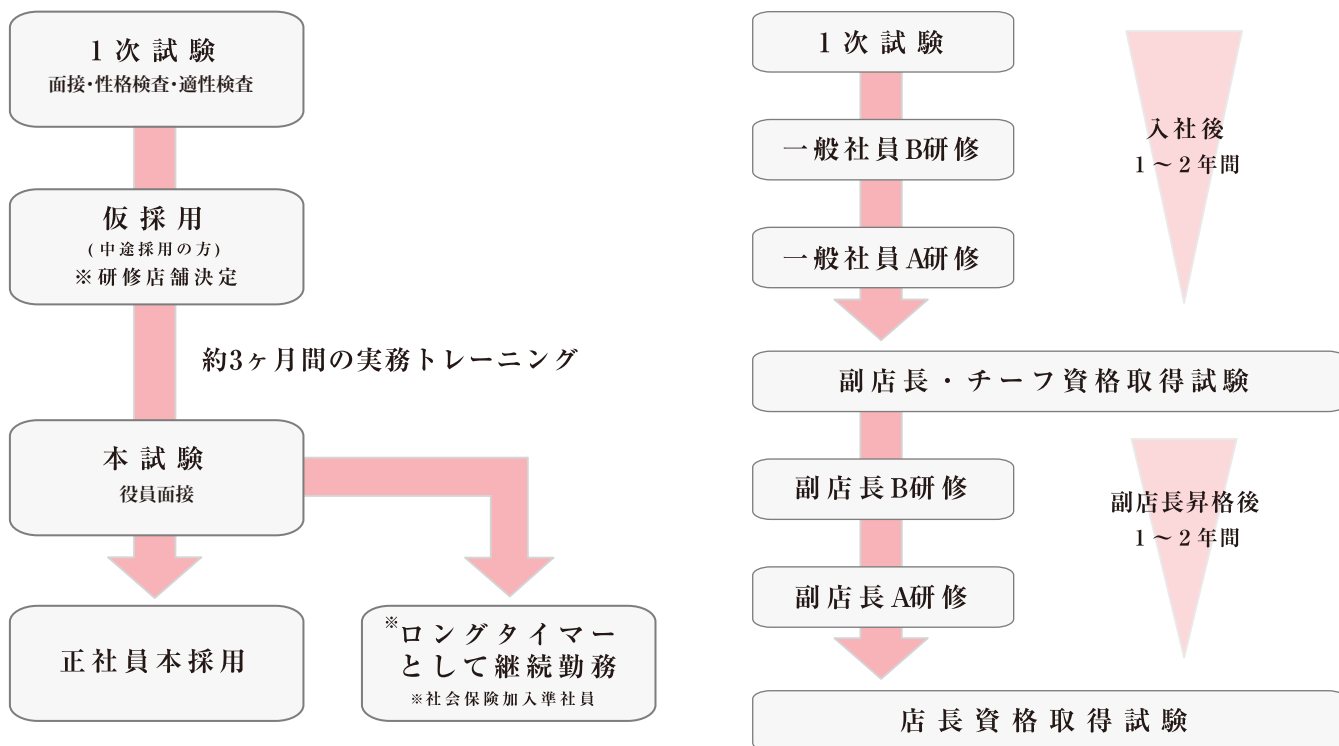 1次試験
面接・性格検査・適性検査
仮採用
(中途採用の方)
※研修店舗決定
約3ヶ月間の実務トレーニング
本試験
役員面接
正社員本採用
※ロングタイマー
として継続勤務
※社会保険加入準社員
1次試験
一般社員B研修
一般社員A研修
入社後
1〜2年間
副店長・チーフ資格取得試験
副店長B研修
副店長A研修
副店長昇格後
1〜2年間
店長資格取得試験